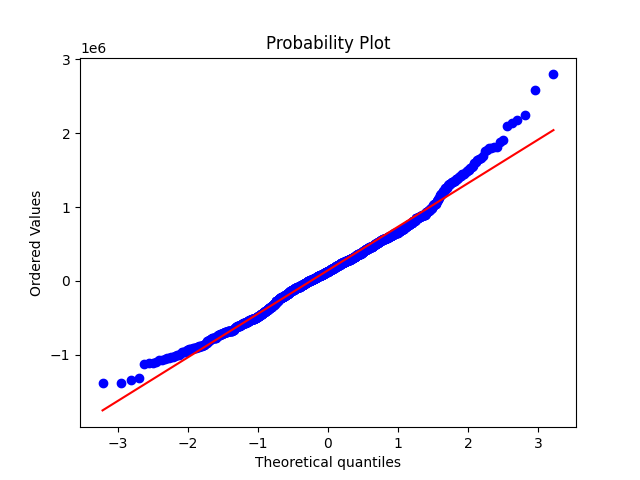 Probability Plot
1e6
3
2
1
0
−1
Ordered Values
−3 −2 −1 0 1 2 3
Theoretical quantiles